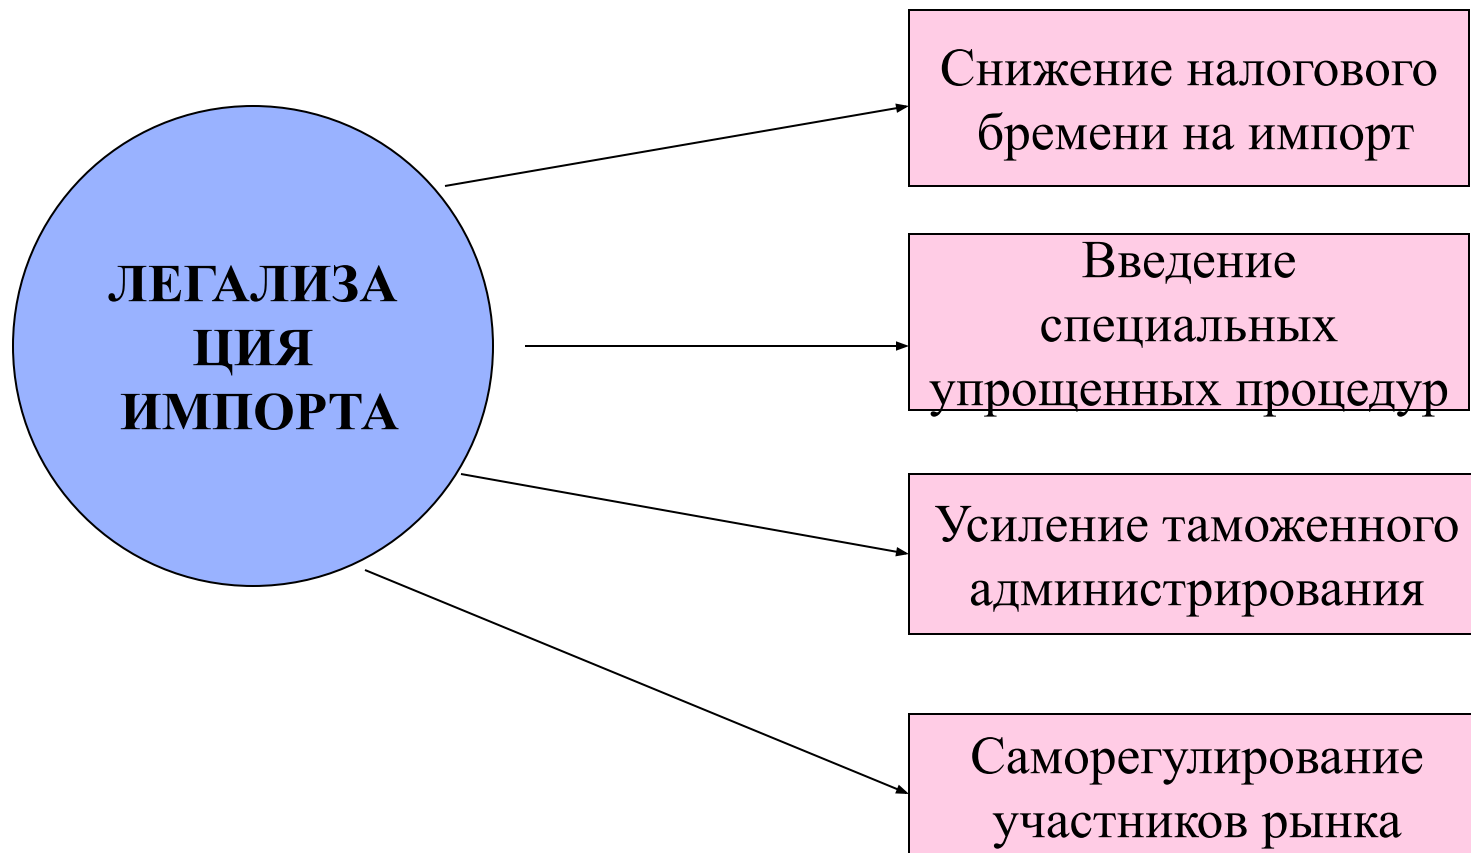 ЛЕГАЛИЗА
ЦИЯ
ИМПОРТА
Снижение налогового
бремени на импорт
Введение
специальных
упрощенных процедур
Усиление таможенного
администрирования
Саморегулирование
участников рынка